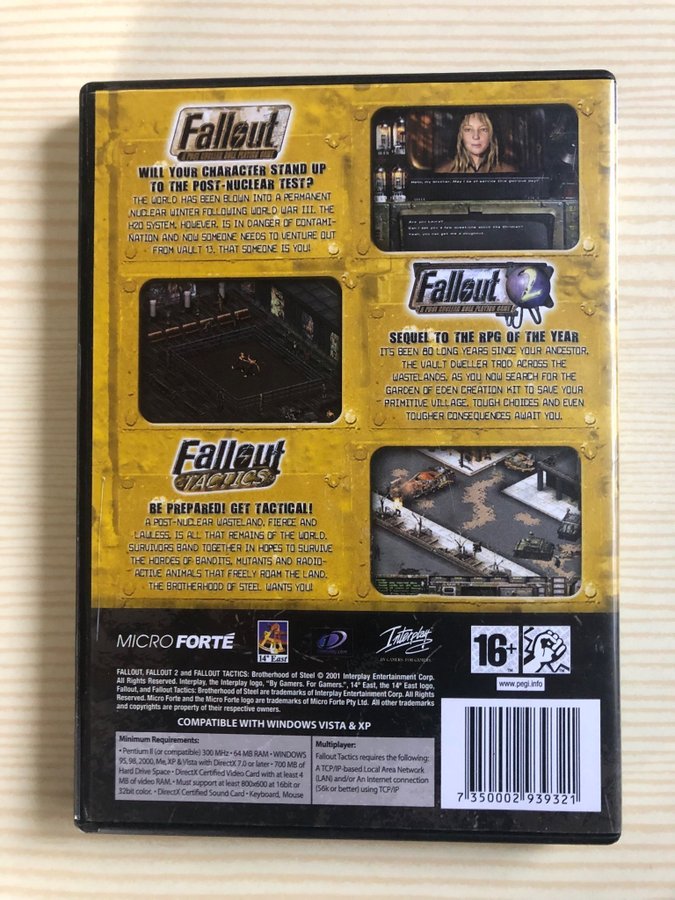 Fallout
A POST NUCLEAR ROLE PLAYING GAME
WILL YOUR CHARACTER STAND UP
TO THE POST-NUCLEAR TEST?
THE WORLD HAS BEEN BLOWN INTO A PERMANENT
NUCLEAR WINTER FOLLOWING WORLD WAR III. THE
H2O SYSTEM, HOWEVER, IS IN DANGER OF CONTAMI-
NATION AND NOW SOMEONE NEEDS TO VENTURE OUT
FROM VAULT 13. THAT SOMEONE IS YOU!
Fallout 2
A POST NUCLEAR ROLE PLAYING GAME
SEQUEL TO THE RPG OF THE YEAR
IT'S BEEN 80 LONG YEARS SINCE YOUR ANCESTOR,
THE VAULT DWELLER TROD ACROSS THE
WASTELANDS. AS YOU NOW SEARCH FOR THE
GARDEN OF EDEN CREATION KIT TO SAVE YOUR
PRIMITIVE VILLAGE, TOUGH CHOICES AND EVEN
TOUGHER CONSEQUENCES AWAIT YOU.
Fallout
TACTICS
BE PREPARED! GET TACTICAL!
A POST-NUCLEAR WASTELAND, FIERCE AND
LAWLESS, IS ALL THAT REMAINS OF THE WORLD.
SURVIVORS BAND TOGETHER IN HOPES TO SURVIVE
THE HORDES OF BANDITS, MUTANTS AND RADIO-
ACTIVE ANIMALS THAT FREELY ROAM THE LAND.
THE BROTHERHOOD OF STEEL WANTS YOU!
MICRO FORTÉ
14° East
Interplay
BY GAMERS. FOR GAMERS.
16+
www.pegi.info
FALLOUT, FALLOUT 2 and FALLOUT TACTICS: Brotherhood of Steel © 2001 Interplay Entertainment Corp.
All Rights Reserved. Interplay, the Interplay logo, "By Gamers. For Gamers.", 14° East, the 14° East logo,
Fallout, and Fallout Tactics: Brotherhood of Steel are trademarks of Interplay Entertainment Corp. All Rights
Reserved. Micro Forte and the Micro Forte logo are trademarks of Micro Forte Pty Ltd. All other trademarks
and copyrights are property of their respective owners.
COMPATIBLE WITH WINDOWS VISTA & XP
Minimum Requirements:
• Pentium II (or compatible) 300 MHz • 64 MB RAM • WINDOWS
95, 98, 2000, Me, XP & Vista with DirectX 7.0 or later • 700 MB of
Hard Drive Space • DirectX Certified Video Card with at least 4
MB of video RAM. • Must support at least 800x600 at 16bit or
32bit color. • DirectX Certified Sound Card • Keyboard, Mouse
Multiplayer:
Fallout Tactics requires the following:
A TCP/IP-based Local Area Network
(LAN) and/or An Internet connection
(56k or better) using TCP/IP
7 350002 939321